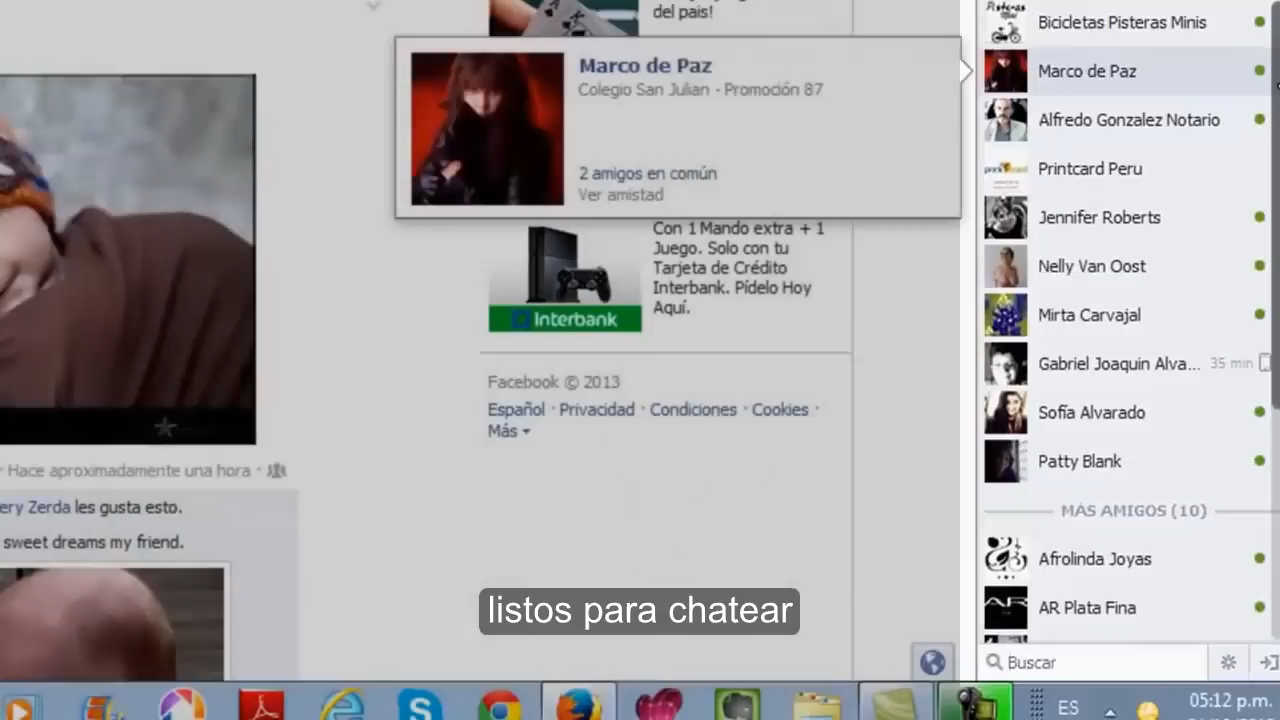 del pais!
Marco de Paz
Colegio San Julian - Promoción 87
2 amigos en común
Ver amistad
Con 1 Mando extra + 1
Juego. Solo con tu
Tarjeta de Crédito
Interbank. Pídelo Hoy
Aquí.
Interbank
Facebook © 2013
Español · Privacidad · Condiciones · Cookies ·
Más
· Hace aproximadamente una hora ·
ery Zerda les gusta esto.
sweet dreams my friend.
listos para chatear
Pisteras
Bicicletas Pisteras Minis
Marco de Paz
Alfredo Gonzalez Notario
Printcard Peru
Jennifer Roberts
Nelly Van Oost
Mirta Carvajal
Gabriel Joaquin Alva... 35 min
Sofía Alvarado
Patty Blank
MÁS AMIGOS (10)
Afrolinda Joyas
AR
AR Plata Fina
Buscar
ES
05:12 p.m.